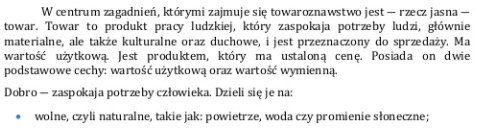 W centrum zagadnień, którymi zajmuje się towaroznawstwo jest — rzecz jasna —
towar. Towar to produkt pracy ludzkiej, który zaspokaja potrzeby ludzi, głównie
materialne, ale także kulturalne oraz duchowe, i jest przeznaczony do sprzedaży. Ma
wartość użytkową. Jest produktem, który ma ustaloną cenę. Posiada on dwie
podstawowe cechy: wartość użytkową oraz wartość wymienną.
Dobro — zaspokaja potrzeby człowieka. Dzieli się je na:
• wolne, czyli naturalne, takie jak: powietrze, woda czy promienie słoneczne;